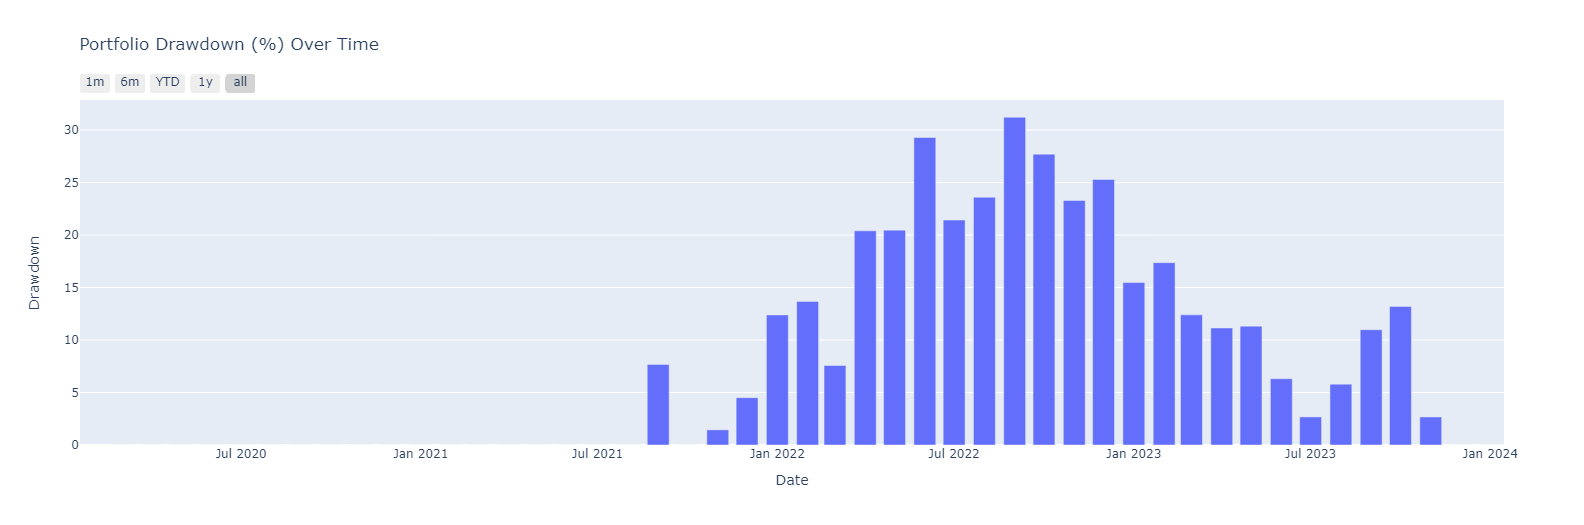 Portfolio Drawdown (%) Over Time
1m 6m YTD 1y all
30
25
20
15
10
5
0
Drawdown
Jul 2020 Jan 2021 Jul 2021 Jan 2022 Jul 2022 Jan 2023 Jul 2023 Jan 2024
Date